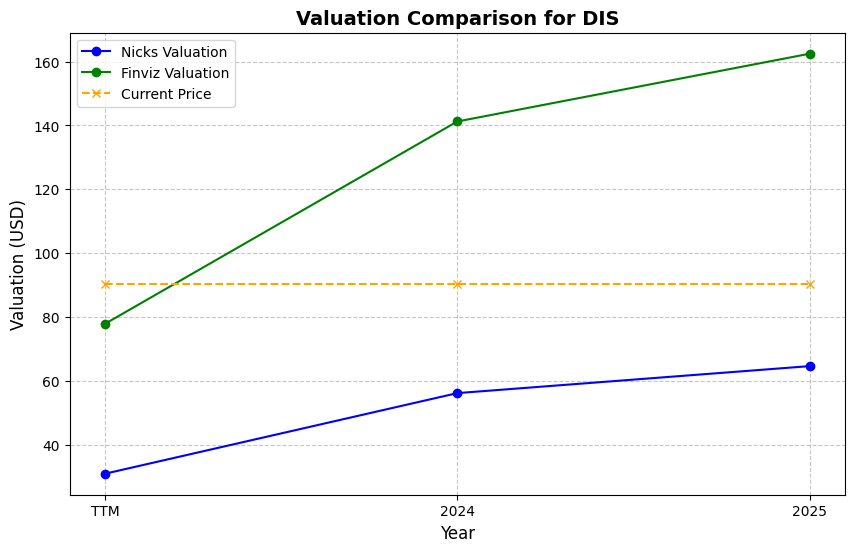 Valuation Comparison for DIS
Nicks Valuation
Finviz Valuation
Current Price
Valuation (USD)
160
140
120
100
80
60
40
TTM
2024
2025
Year